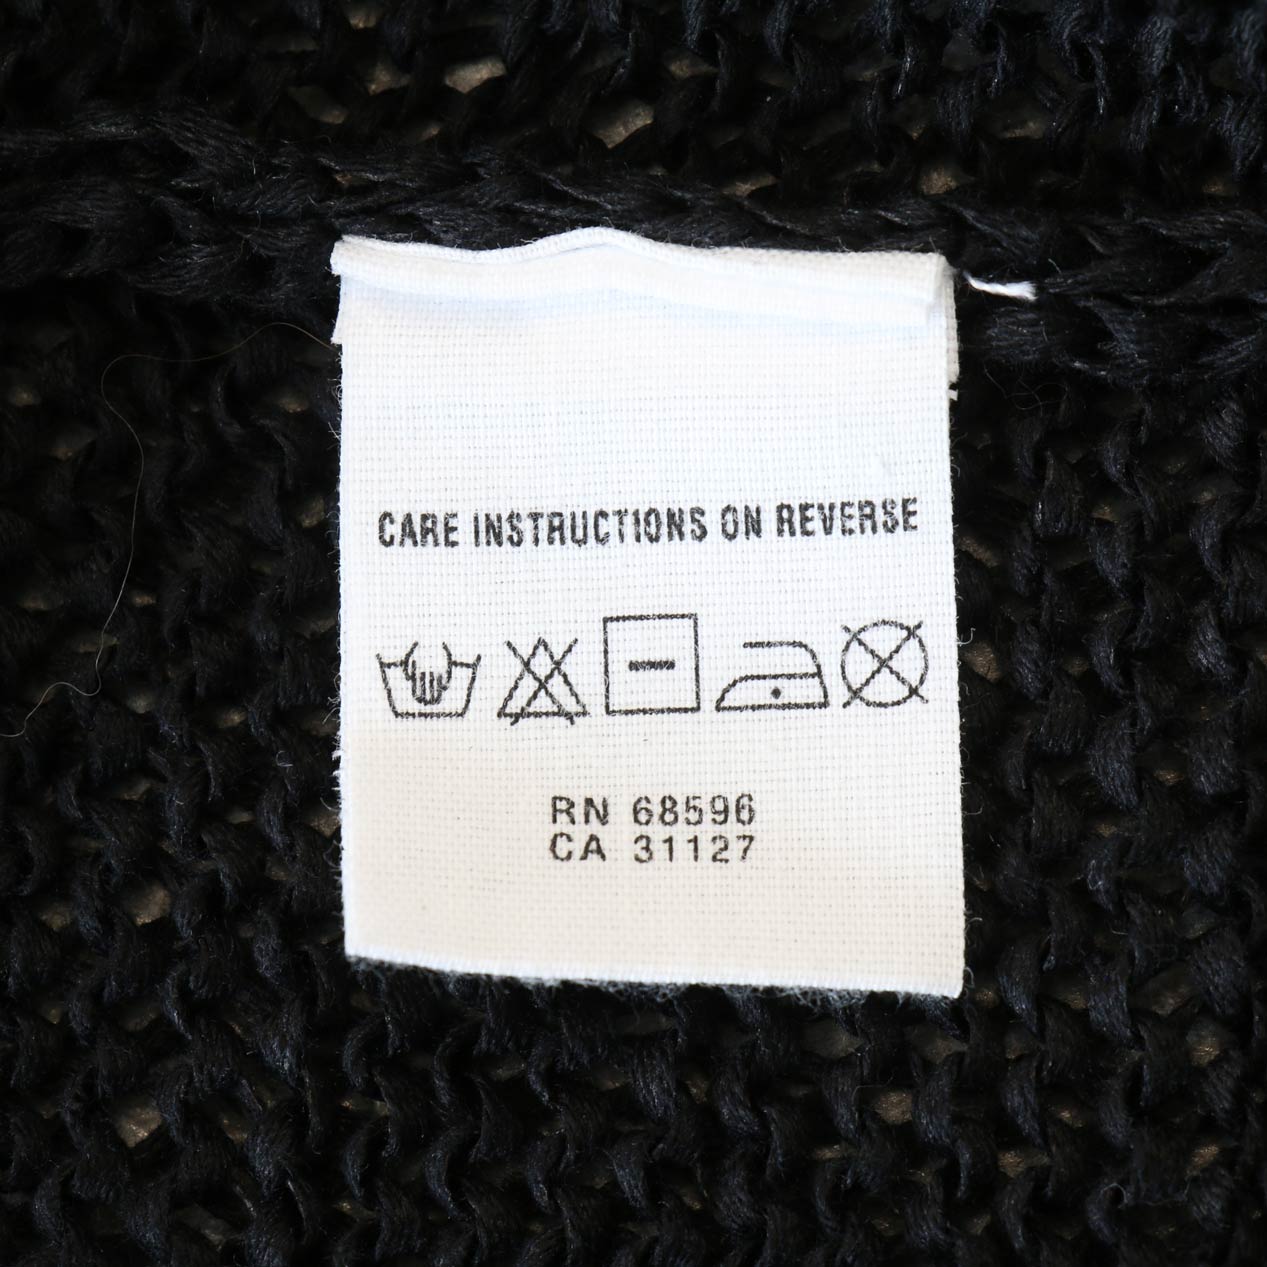 CARE INSTRUCTIONS ON REVERSE
RN 68596
CA 31127